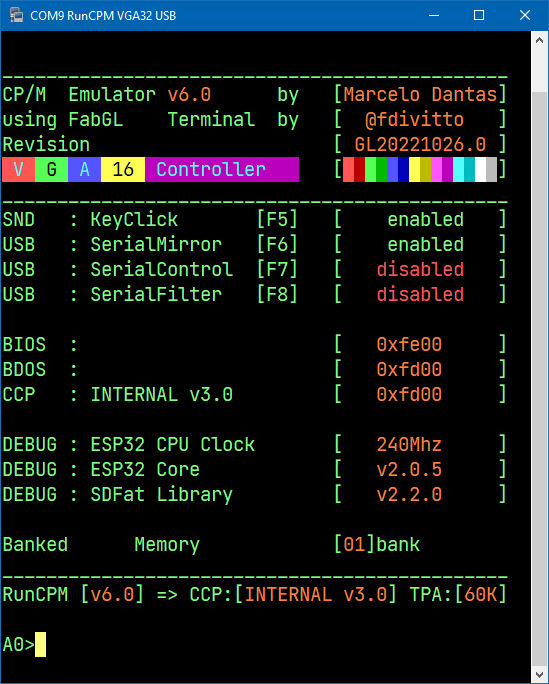 COM9 RunCPM VGA32 USB
CP/M Emulator v6.0 by [Marcelo Dantas]
using FabGL Terminal by [ @fdivitto ]
Revision [ GL20221026.0 ]
V G A 16 Controller [ ]
SND : KeyClick [F5] [ enabled ]
USB : SerialMirror [F6] [ enabled ]
USB : SerialControl [F7] [ disabled ]
USB : SerialFilter [F8] [ disabled ]
BIOS : [ 0xfe00 ]
BDOS : [ 0xfd00 ]
CCP : INTERNAL v3.0 [ 0xfd00 ]
DEBUG : ESP32 CPU Clock [ 240Mhz ]
DEBUG : ESP32 Core [ v2.0.5 ]
DEBUG : SDFat Library [ v2.2.0 ]
Banked Memory [01]bank
RunCPM [v6.0] => CCP:[INTERNAL v3.0] TPA:[60K]
A0>